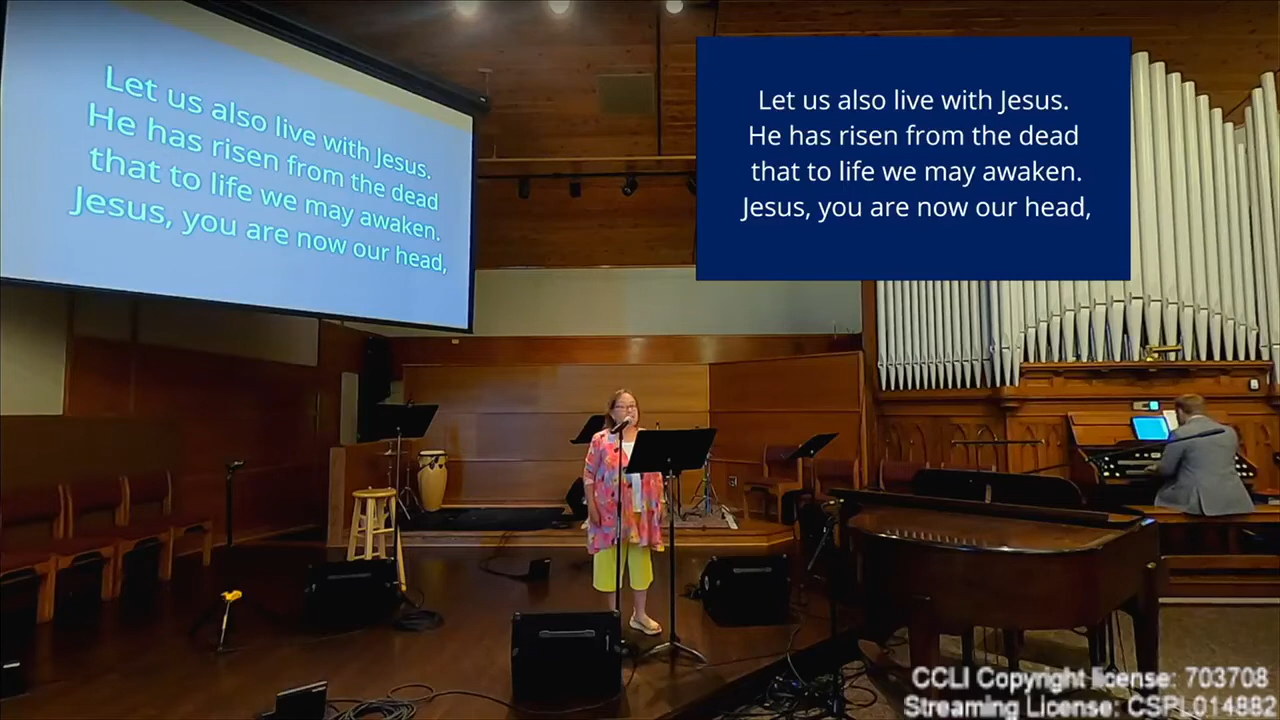 Let us also live with Jesus.
He has risen from the dead
that to life we may awaken.
Jesus, you are now our head,
Let us also live with Jesus.
He has risen from the dead
that to life we may awaken.
Jesus, you are now our head,
CCLI Copyright license: 703708
Streaming License: CSPL014882